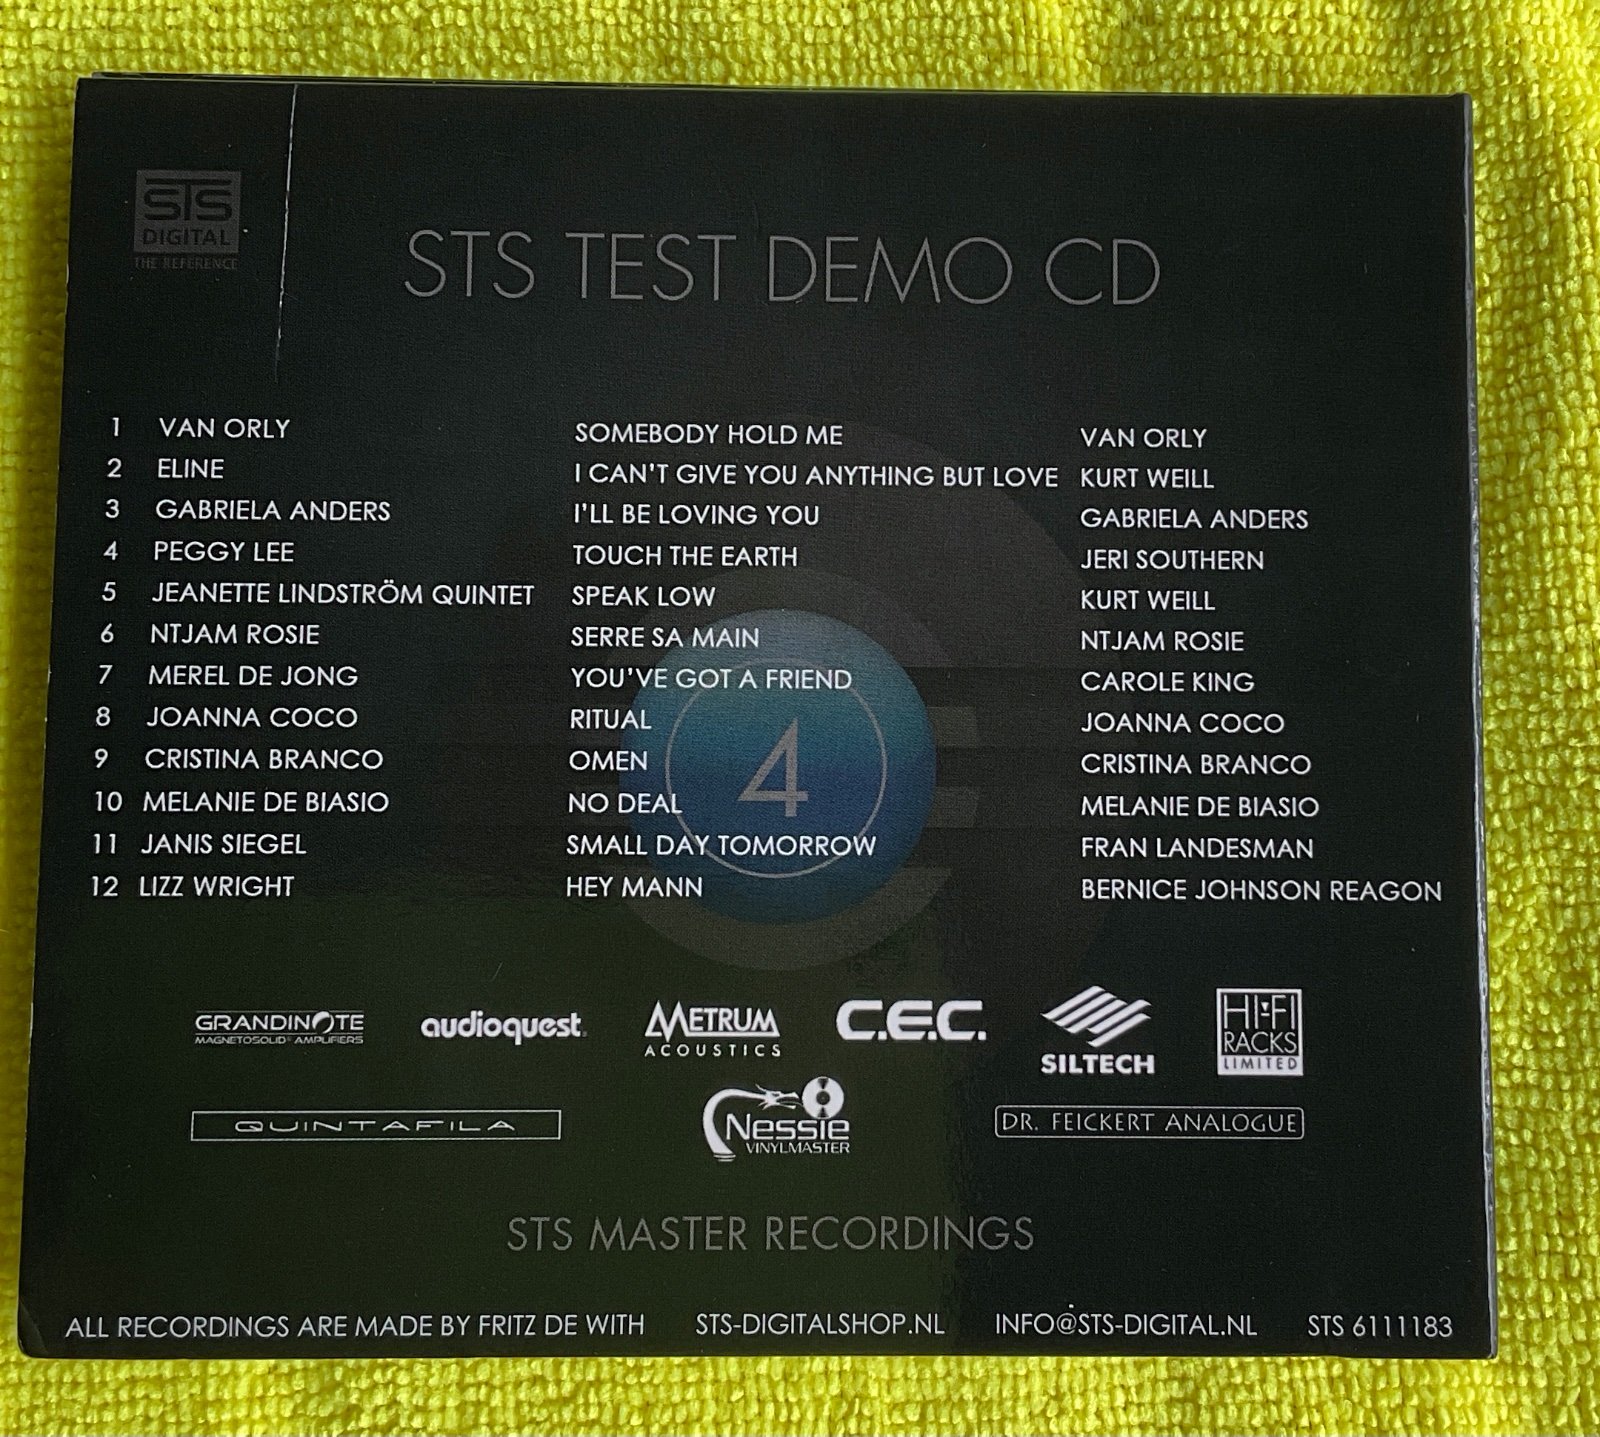 STS
DIGITAL
THE REFERENCE
STS TEST DEMO CD
1 VAN ORLY SOMEBODY HOLD ME VAN ORLY
2 ELINE I CAN'T GIVE YOU ANYTHING BUT LOVE KURT WEILL
3 GABRIELA ANDERS I'LL BE LOVING YOU GABRIELA ANDERS
4 PEGGY LEE TOUCH THE EARTH JERI SOUTHERN
5 JEANETTE LINDSTRÖM QUINTET SPEAK LOW KURT WEILL
6 NTJAM ROSIE SERRE SA MAIN NTJAM ROSIE
7 MEREL DE JONG YOU'VE GOT A FRIEND CAROLE KING
8 JOANNA COCO RITUAL JOANNA COCO
9 CRISTINA BRANCO OMEN CRISTINA BRANCO
4
10 MELANIE DE BIASIO NO DEAL MELANIE DE BIASIO
11 JANIS SIEGEL SMALL DAY TOMORROW FRAN LANDESMAN
12 LIZZ WRIGHT HEY MANN BERNICE JOHNSON REAGON
GRANDINOTE
MAGNETOSOLID® AMPLIFIERS
audioquest.
METRUM
ACOUSTICS
C.E.C.
SILTECH
HI-FI
RACKS
LIMITED
QUINTAFILA
Nessie
VINYLMASTER
DR. FEICKERT ANALOGUE
STS MASTER RECORDINGS
ALL RECORDINGS ARE MADE BY FRITZ DE WITH STS-DIGITALSHOP.NL INFO@STS-DIGITAL.NL STS 6111183